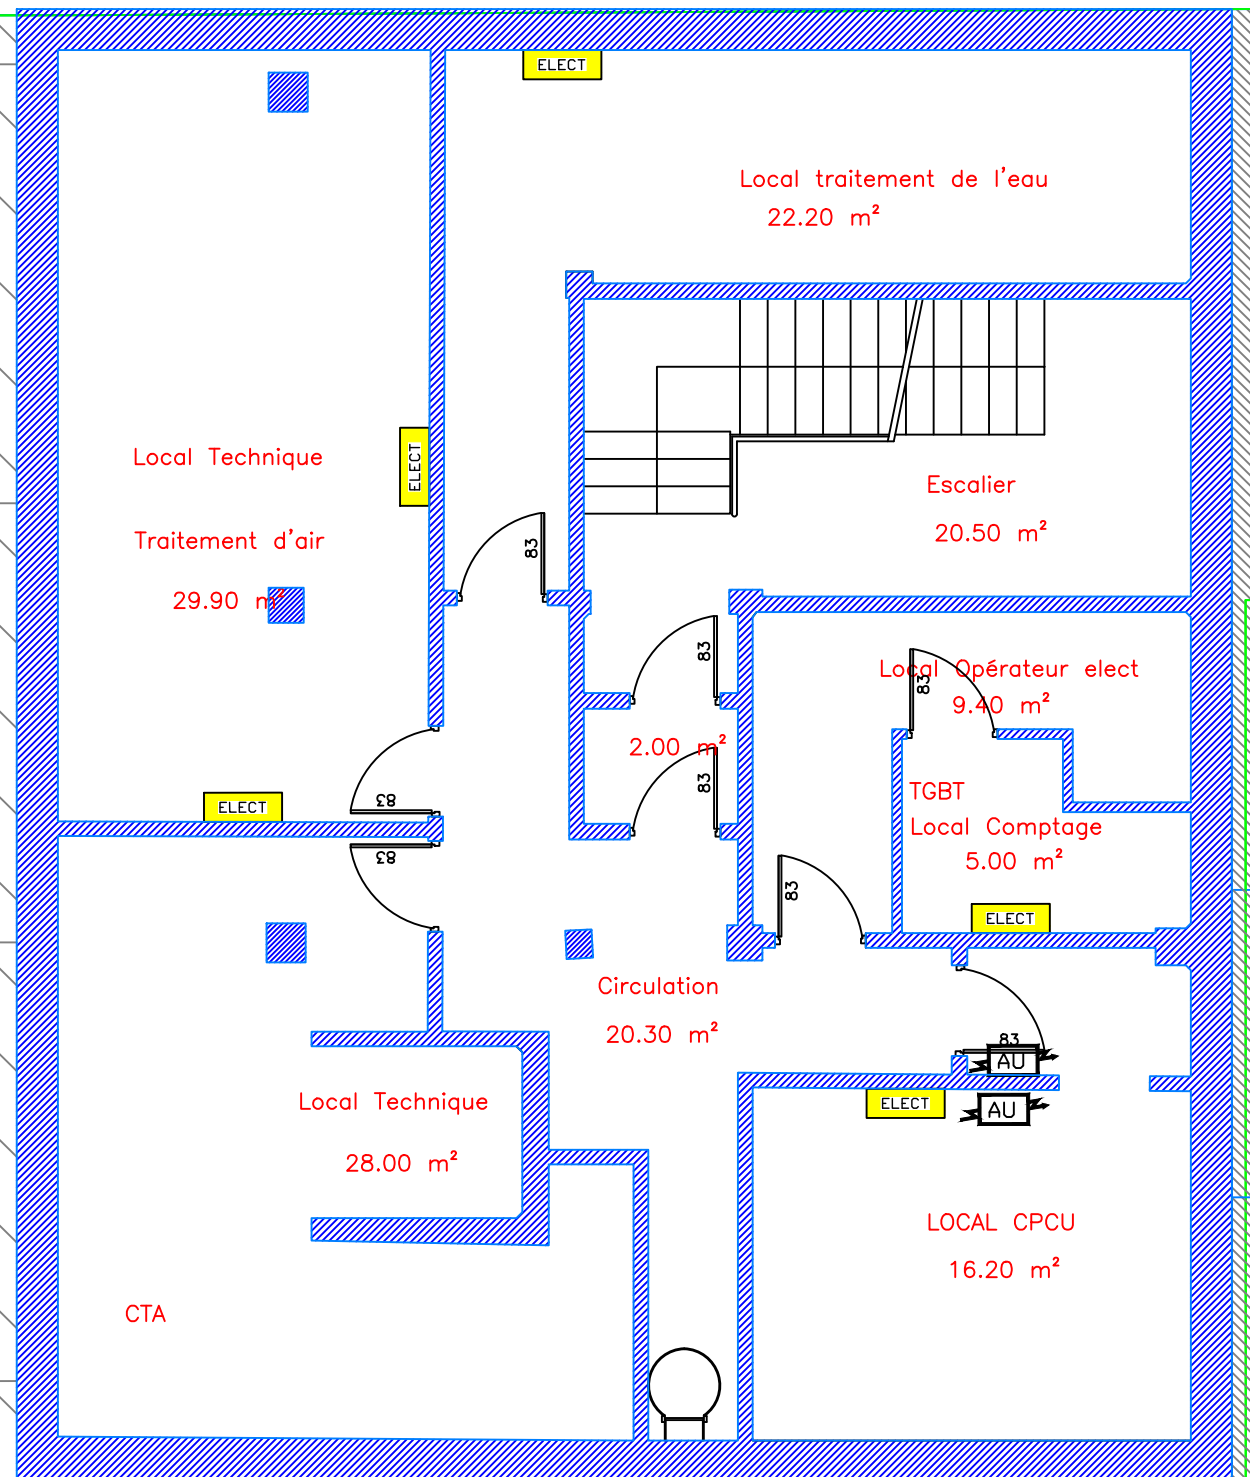 ELECT
Local traitement de l'eau
22.20 m²
Local Technique
ELECT
Traitement d'air
29.90 m²
Escalier
20.50 m²
83
83
Local Opérateur elect
83
9.40 m²
2.00 m²
83
TGBT
Local Comptage
5.00 m²
ELECT
83
83
83
ELECT
Circulation
20.30 m²
83
AU
Local Technique
28.00 m²
ELECT
AU
LOCAL CPCU
16.20 m²
CTA